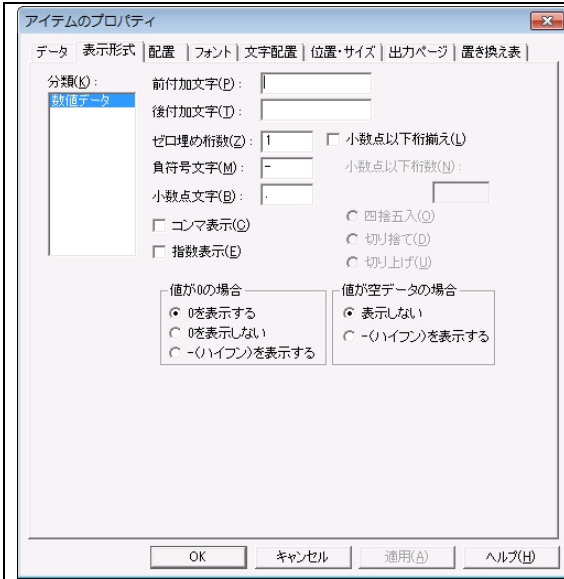 アイテムのプロパティ
データ 表示形式 配置 フォント 文字配置 位置・サイズ 出力ページ 置き換え表
分類(K):
数値データ
前付加文字(P):
後付加文字(T):
ゼロ埋め桁数(Z): 1 小数点以下桁揃え(L)
負符号文字(M): - 小数点以下桁数(N):
小数点文字(B): .
コンマ表示(C) 四捨五入(O)
指数表示(E) 切り捨て(D)
切り上げ(U)
値が0の場合 値が空データの場合
0を表示する 表示しない
0を表示しない -(ハイフン)を表示する
-(ハイフン)を表示する
OK キャンセル 適用(A) ヘルプ(H)